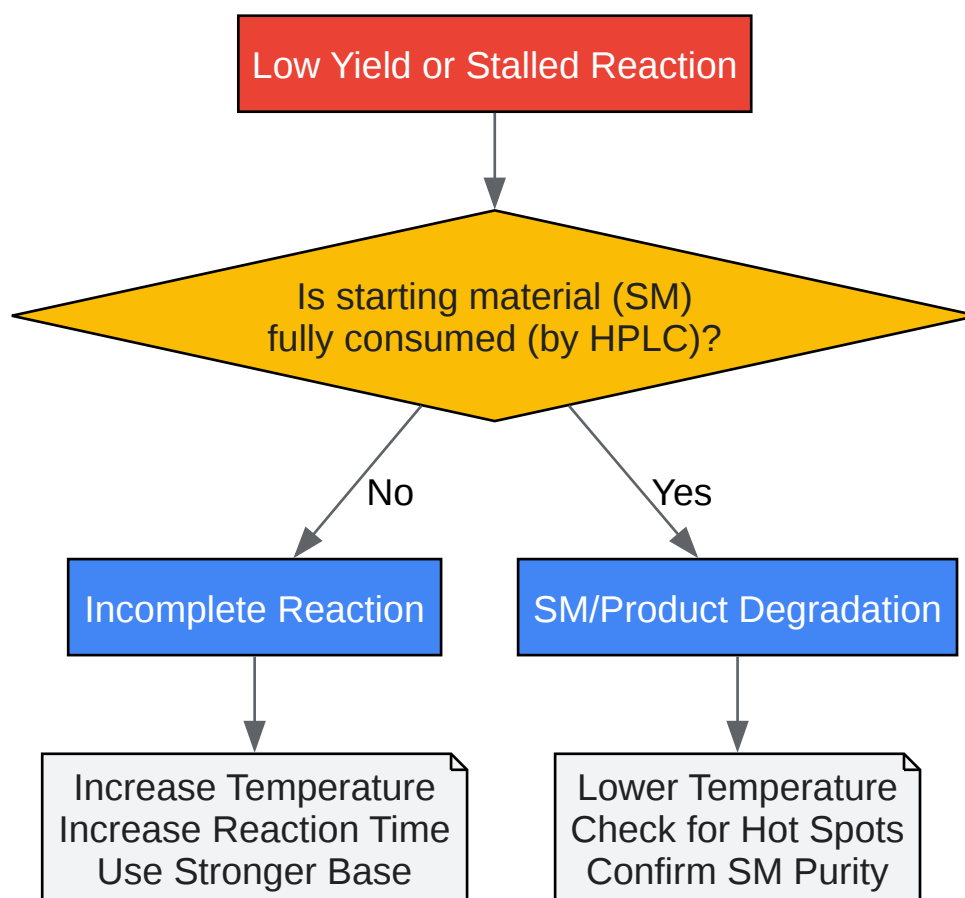 Low Yield or Stalled Reaction
Is starting material (SM)
fully consumed (by HPLC)?
No
Yes
Incomplete Reaction
SM/Product Degradation
Increase Temperature
Increase Reaction Time
Use Stronger Base
Lower Temperature
Check for Hot Spots
Confirm SM Purity